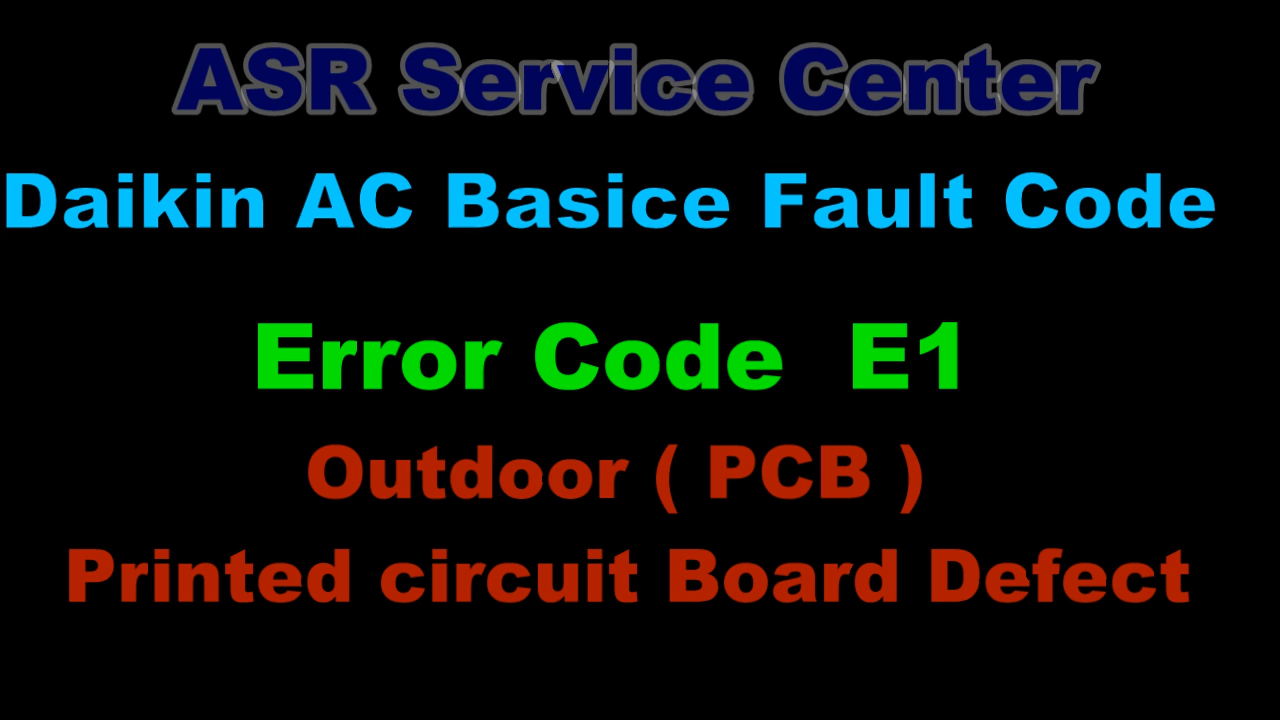 ASR Service Center
Daikin AC Basice Fault Code
Error Code E1
Outdoor ( PCB )
Printed circuit Board Defect